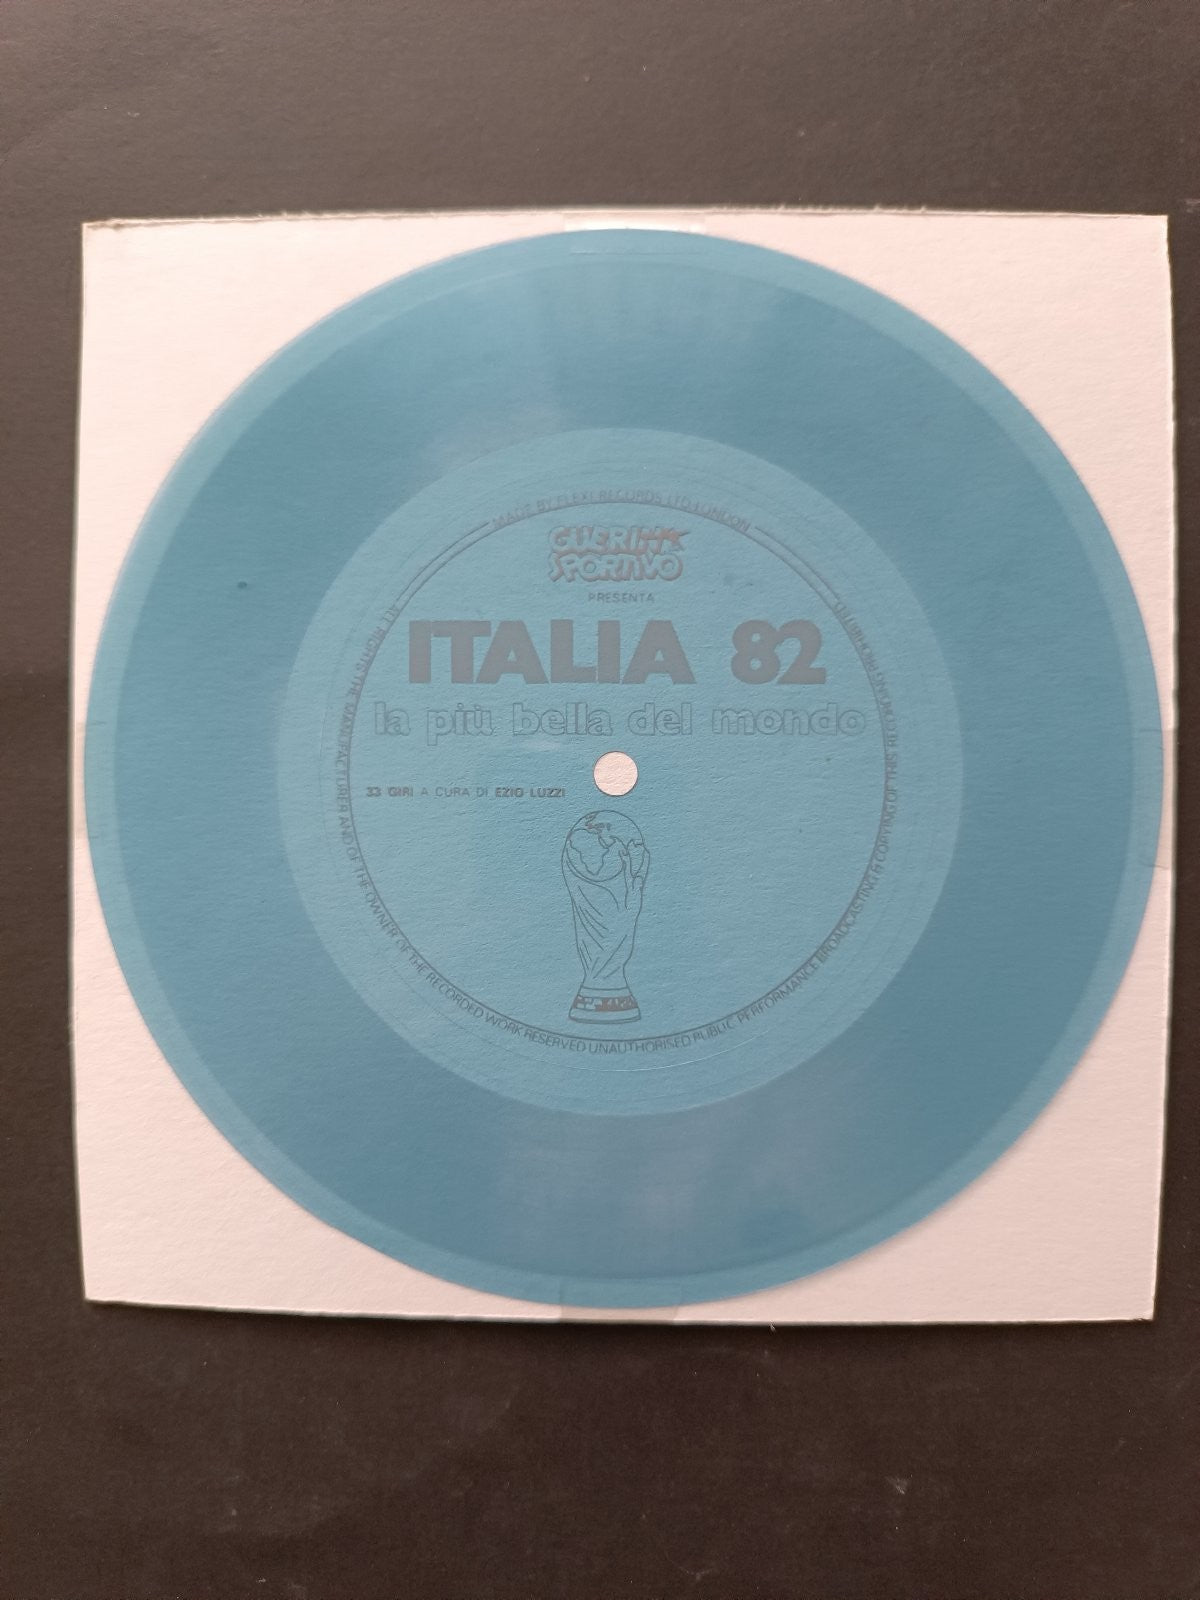 MADE BY FLEXI RECORDS LTD LONDON
GUERIN
SPORTIVO
PRESENTA
ITALIA 82
la più bella del mondo
33 GIRI A CURA DI EZIO LUZZI
ALL RIGHTS THE MANUFACTURER AND OF THE OWNER OF THE RECORDED WORK RESERVED UNAUTHORISED PUBLIC PERFORMANCE BROADCASTING & COPYING OF THIS RECORDING PROHIBITED